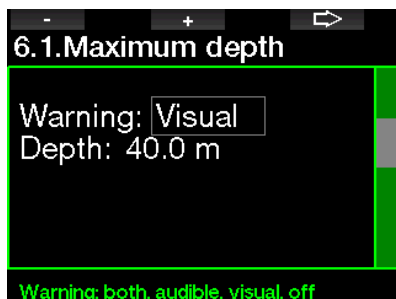 - +
6.1.Maximum depth
Warning: Visual
Depth: 40.0 m
Warning: both, audible, visual, off